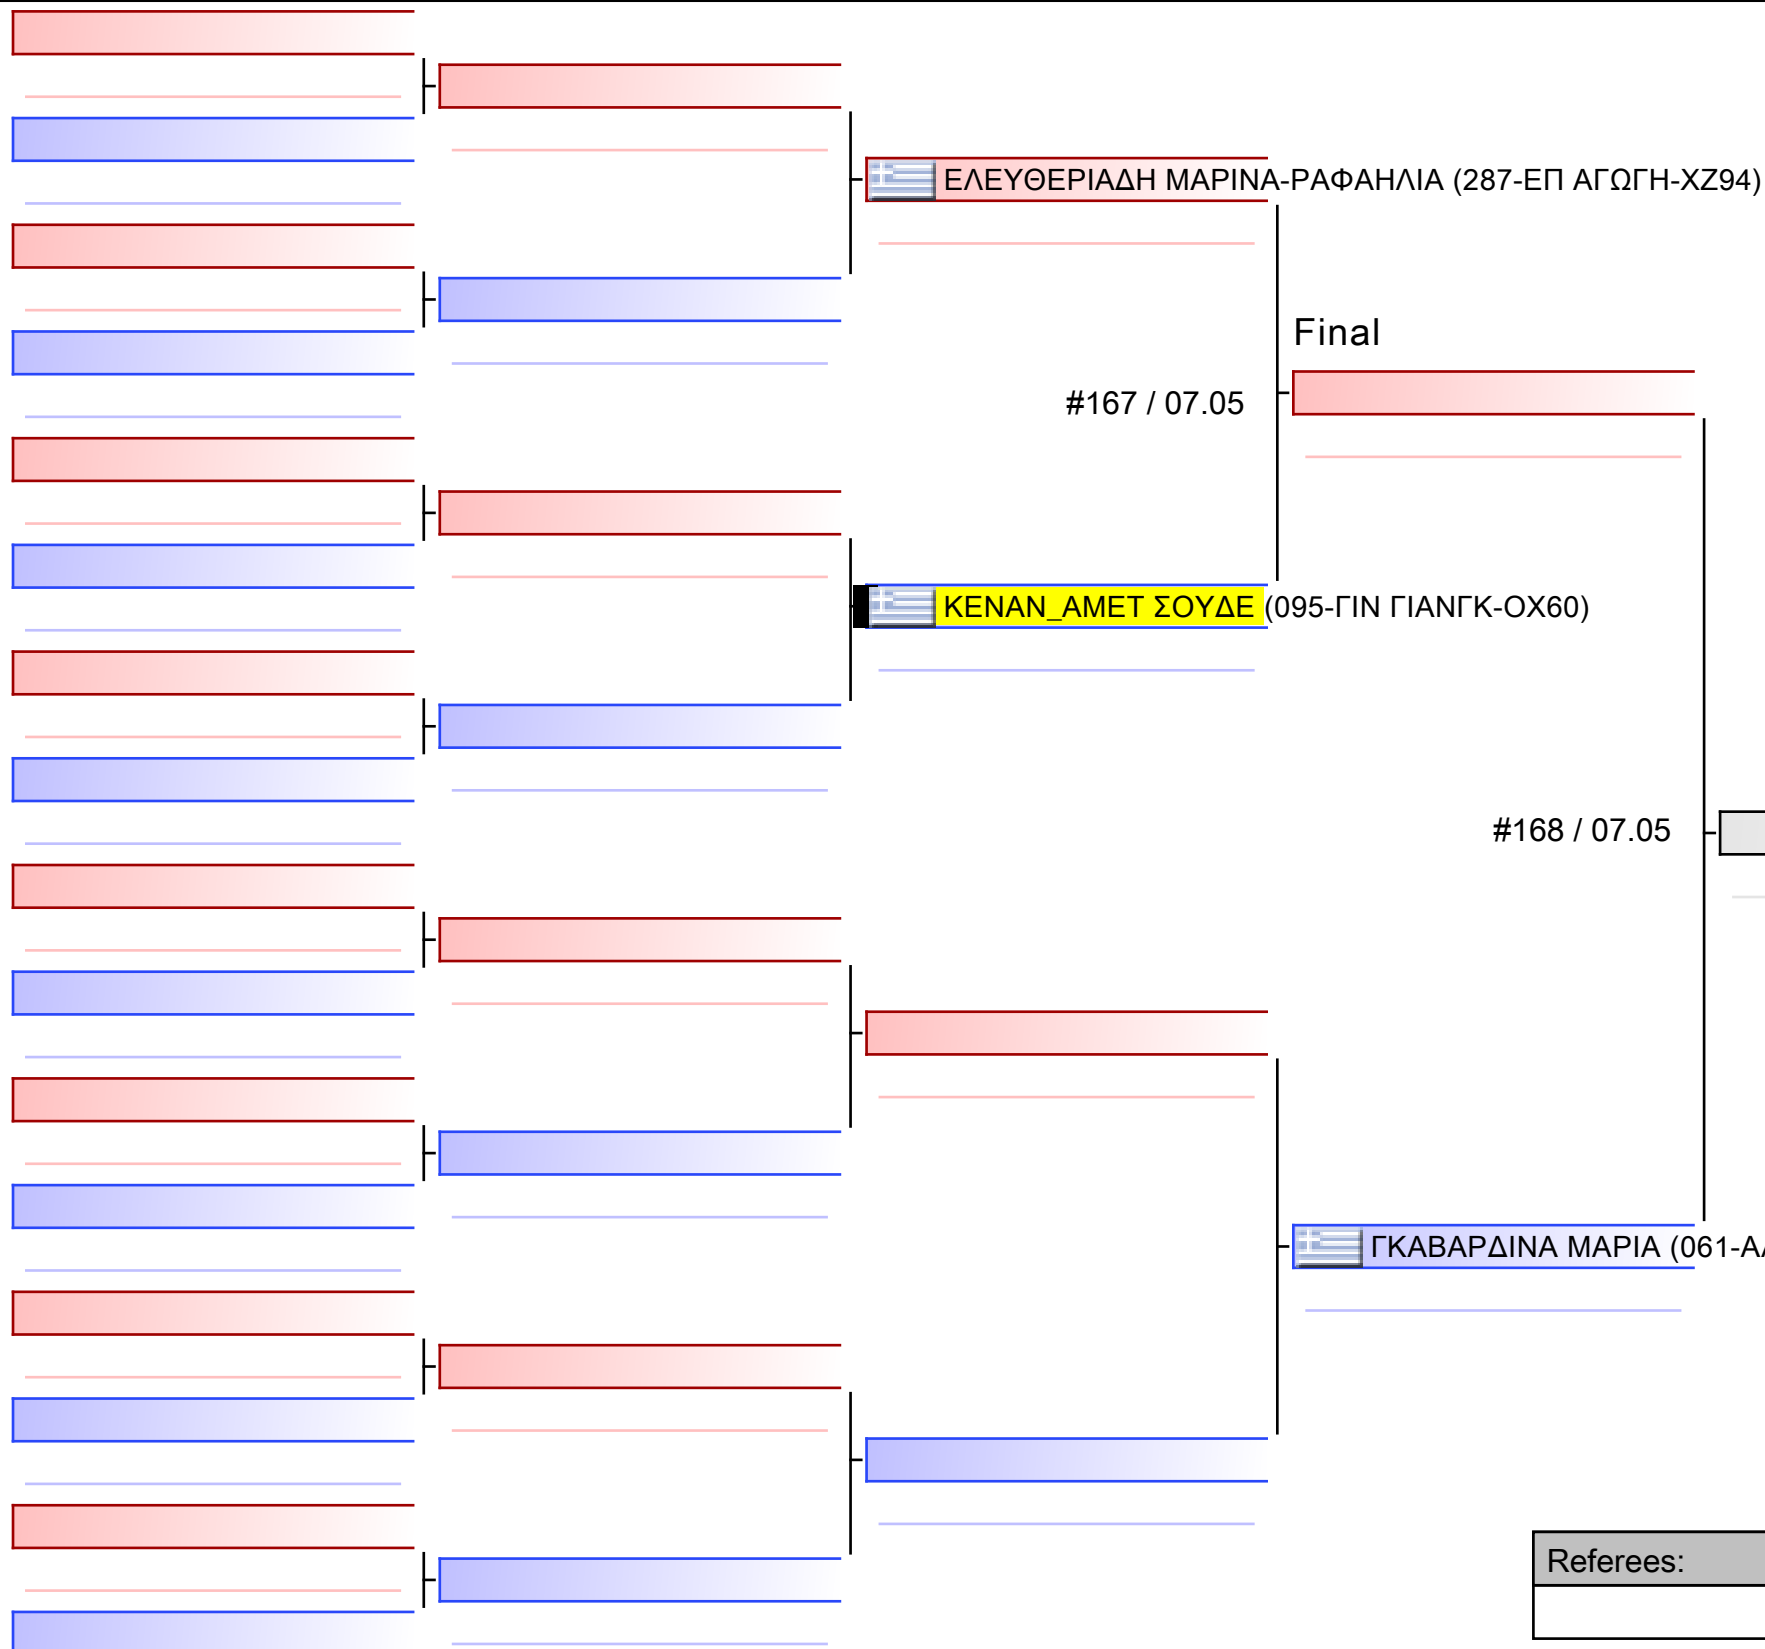 ΕΛΕΥΘΕΡΙΑΔΗ ΜΑΡΙΝΑ-ΡΑΦΑΗΛΙΑ (287-ΕΠ ΑΓΩΓΗ-ΧΖ94)
Final
#167 / 07.05
ΚΕΝΑΝ_ΑΜΕΤ ΣΟΥΔΕ (095-ΓΙΝ ΓΙΑΝΓΚ-ΟΧ60)
#168 / 07.05
ΓΚΑΒΑΡΔΙΝΑ ΜΑΡΙΑ (061-
Referees: